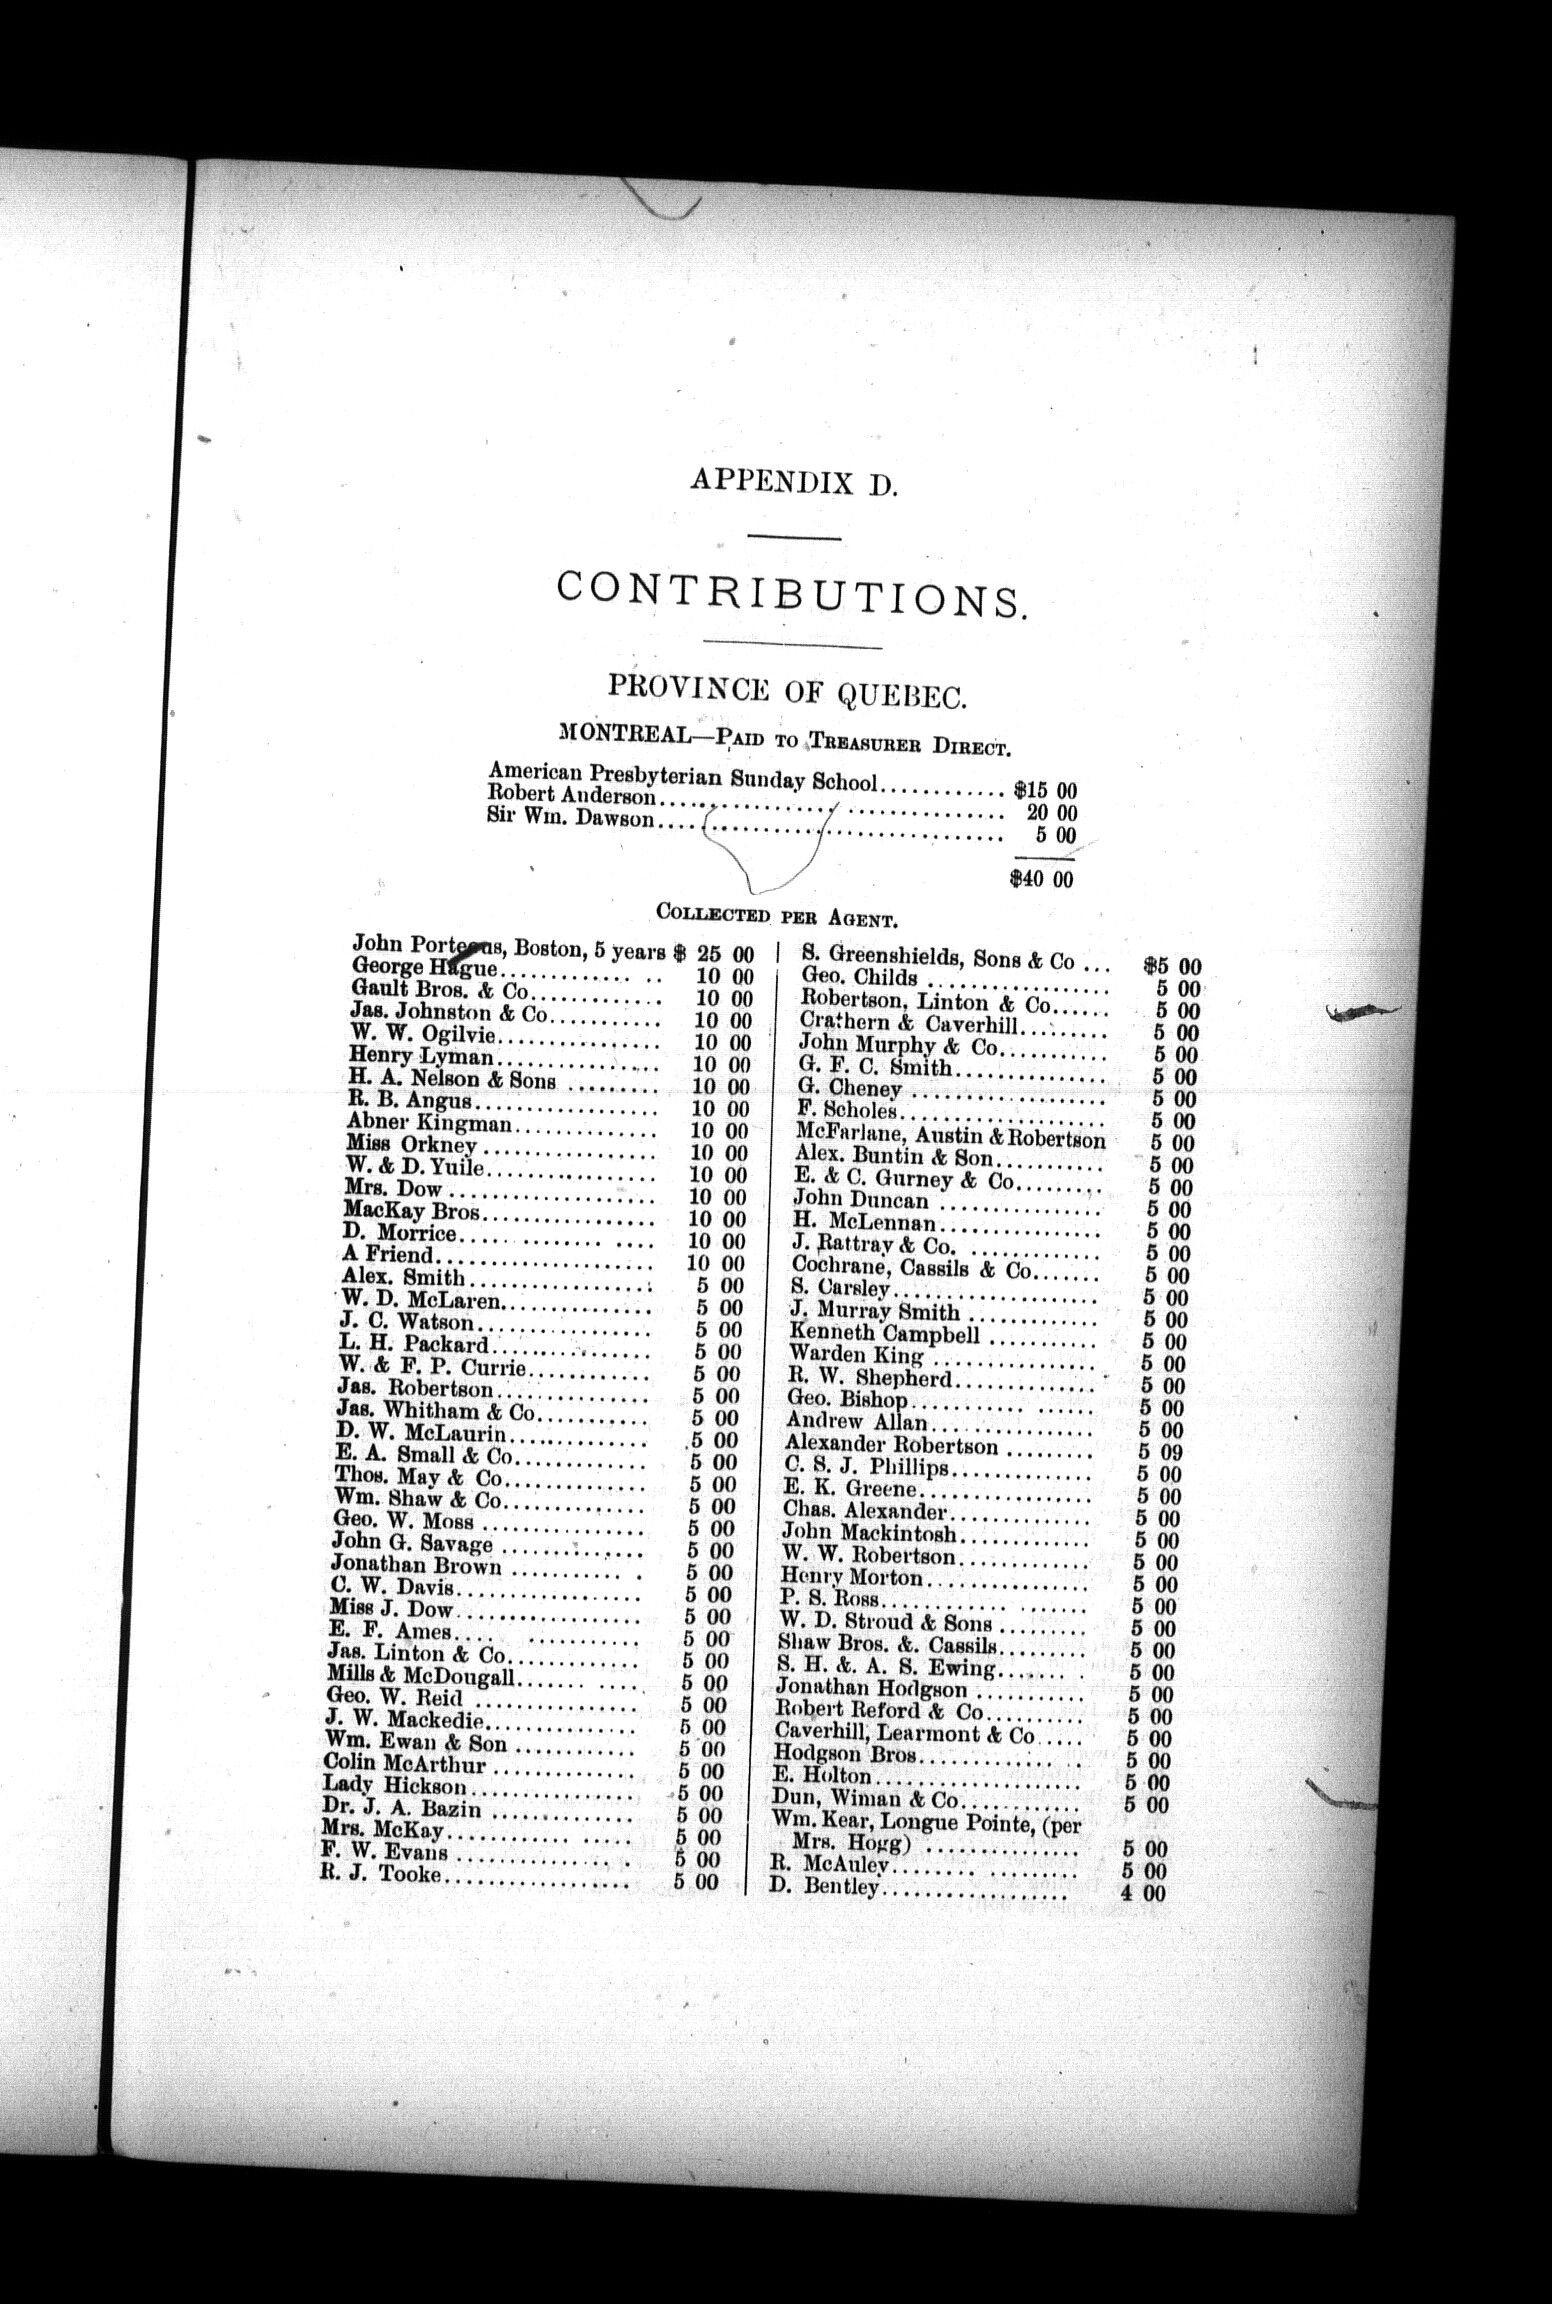 APPENDIX D.
CONTRIBUTIONS.
PROVINCE OF QUEBEC.
MONTREAL—PAID TO TREASURER DIRECT.
American Presbyterian Sunday School............ $15 00
Robert Anderson................................ 20 00
Sir Wm. Dawson................................ 5 00
$40 00
COLLECTED PER AGENT.
John Porteous, Boston, 5 years $ 25 00
George Hague............. .. 10 00
Gault Bros. & Co............. 10 00
Jas. Johnston & Co........... 10 00
W. W. Ogilvie................ 10 00
Henry Lyman................ 10 00
H. A. Nelson & Sons ......... 10 00
R. B. Angus.................. 10 00
Abner Kingman.............. 10 00
Miss Orkney................. 10 00
W. & D. Yuile................ 10 00
Mrs. Dow .................... 10 00
MacKay Bros................. 10 00
D. Morrice..... ........ .... 10 00
A Friend..................... 10 00
Alex. Smith.................. 5 00
W. D. McLaren............... 5 00
J. C. Watson................. 5 00
L. H. Packard................ 5 00
W. & F. P. Currie............ 5 00
Jas. Robertson............... 5 00
Jas. Whitham & Co........... 5 00
D. W. McLaurin.............. 5 00
E. A. Small & Co............. 5 00
Thos. May & Co.............. 5 00
Wm. Shaw & Co.............. 5 00
Geo. W. Moss ................ 5 00
John G. Savage .............. 5 00
Jonathan Brown ........... . 5 00
C. W. Davis.................. 5 00
Miss J. Dow.................. 5 00
E. F. Ames.... ........... 5 00
Jas. Linton & Co............. 5 00
Mills & McDougall....... .... 5 00
Geo. W. Reid ................ 5 00
J. W. Mackedie............... 5 00
Wm. Ewan & Son ............ 5 00
Colin McArthur .............. 5 00
Lady Hickson................ 5 00
Dr. J. A. Bazin .............. 5 00
Mrs. McKay........... ..... 5 00
F. W. Evans ............. . . 5 00
R. J. Tooke.................. 5 00
S. Greenshields, Sons & Co ... $5 00
Geo. Childs .................. 5 00
Robertson, Linton & Co...... 5 00
Crathern & Caverhill......... 5 00
John Murphy & Co........... 5 00
G. F. C. Smith............... 5 00
G. Cheney ................... 5 00
F. Scholes.................... 5 00
McFarlane, Austin & Robertson 5 00
Alex. Buntin & Son........... 5 00
E. & C. Gurney & Co......... 5 00
John Duncan ................ 5 00
H. McLennan................ 5 00
J. Rattray & Co. ............. 5 00
Cochrane, Cassils & Co....... 5 00
S. Carsley.................... 5 00
J. Murray Smith ............. 5 00
Kenneth Campbell ........... 5 00
Warden King ................ 5 00
R. W. Shepherd.............. 5 00
Geo. Bishop........... ...... 5 00
Andrew Allan................ 5 00
Alexander Robertson ......... 5 09
C. S. J. Phillips.............. 5 00
E. K. Greene................. 5 00
Chas. Alexander.............. 5 00
John Mackintosh............. 5 00
W. W. Robertson............. 5 00
Henry Morton................ 5 00
P. S. Ross............ ....... 5 00
W. D. Stroud & Sons ......... 5 00
Shaw Bros. &. Cassils......... 5 00
S. H. &. A. S. Ewing....... . 5 00
Jonathan Hodgson ........... 5 00
Robert Reford & Co.......... 5 00
Caverhill, Learmont & Co..... 5 00
Hodgson Bros............. . 5 00
E. Holton.................... 5 00
Dun, Wiman & Co............ 5 00
Wm. Kear, Longue Pointe, (per
Mrs. Hogg) ............... 5 00
R. McAuley........ ......... 5 00
D. Bentley.................. 4 00